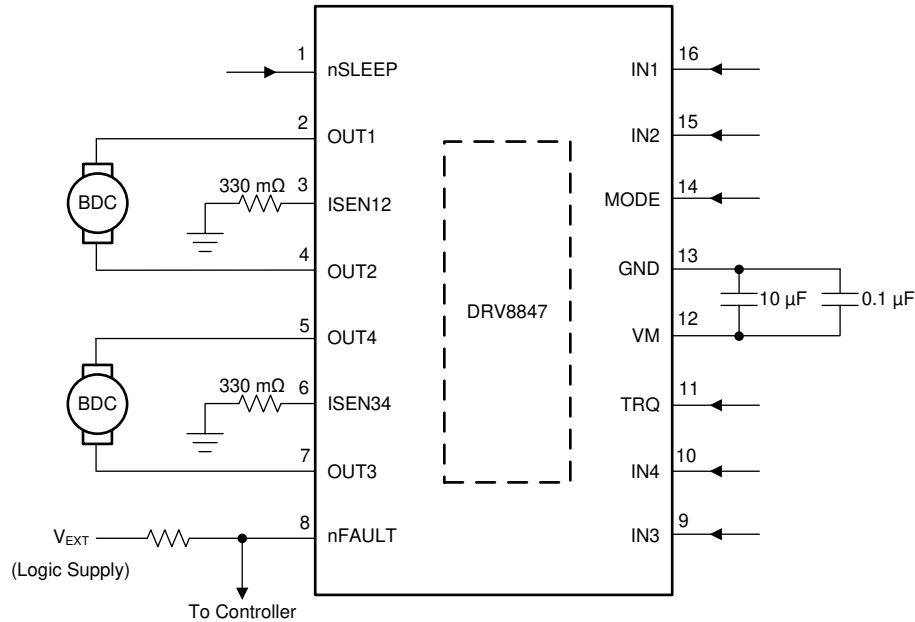 1
nSLEEP
2
OUT1
BDC
330 mΩ
3
ISEN12
4
OUT2
5
OUT4
BDC
330 mΩ
6
ISEN34
7
OUT3
8
nFAULT
V_EXT
(Logic Supply)
To Controller
DRV8847
16
IN1
15
IN2
14
MODE
13
GND
10 µF
0.1 µF
12
VM
11
TRQ
10
IN4
9
IN3